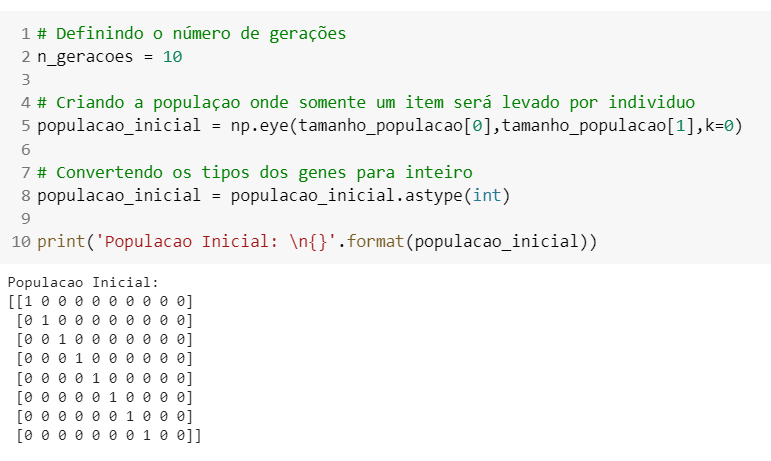 1 # Definindo o número de gerações
2 n_geracoes = 10
3
4 # Criando a populaçao onde somente um item será levado por individuo
5 populacao_inicial = np.eye(tamanho_populacao[0],tamanho_populacao[1],k=0)
6
7 # Convertendo os tipos dos genes para inteiro
8 populacao_inicial = populacao_inicial.astype(int)
9
10 print('Populacao Inicial: \n{}'.format(populacao_inicial))
Populacao Inicial:
[[1 0 0 0 0 0 0 0 0 0]
 [0 1 0 0 0 0 0 0 0 0]
 [0 0 1 0 0 0 0 0 0 0]
 [0 0 0 1 0 0 0 0 0 0]
 [0 0 0 0 1 0 0 0 0 0]
 [0 0 0 0 0 1 0 0 0 0]
 [0 0 0 0 0 0 1 0 0 0]
 [0 0 0 0 0 0 0 1 0 0]]